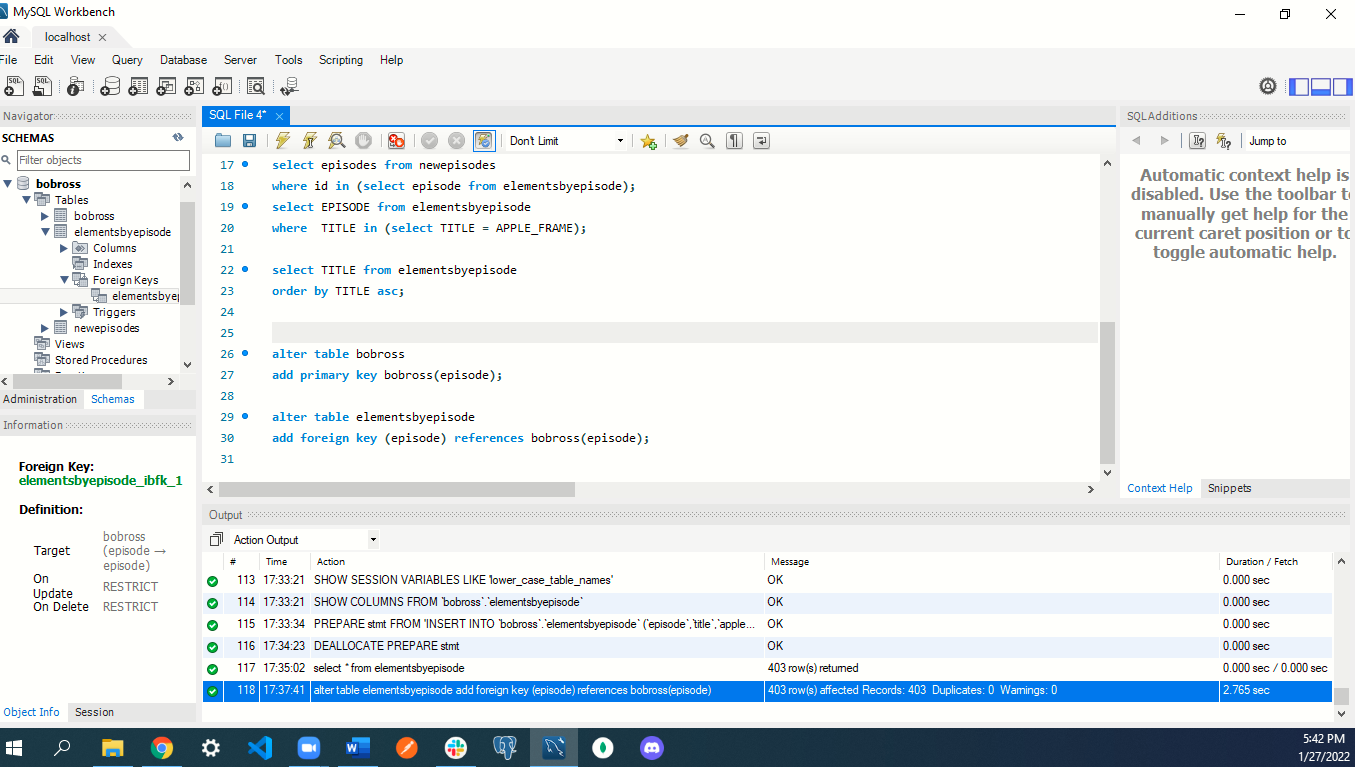 MySQL Workbench
localhost
File Edit View Query Database Server Tools Scripting Help
Navigator
SCHEMAS
Filter objects
bobross
Tables
bobross
elementsbyepisode
Columns
Indexes
Foreign Keys
elementsbyep
Triggers
newepisodes
Views
Stored Procedures
Administration Schemas
Information
Foreign Key:
elementsbyepisode_ibfk_1
Definition:
Target bobross
(episode →
episode)
On
Update RESTRICT
On Delete RESTRICT
Object Info Session
SQL File 4*
Don't Limit
17 select episodes from newepisodes
18 where id in (select episode from elementsbyepisode);
19 select EPISODE from elementsbyepisode
20 where  TITLE in (select TITLE = APPLE_FRAME);
21
22 select TITLE from elementsbyepisode
23 order by TITLE asc;
24
25
26 alter table bobross
27 add primary key bobross(episode);
28
29 alter table elementsbyepisode
30 add foreign key (episode) references bobross(episode);
31
SQLAdditions
Jump to
Automatic context help is
disabled. Use the toolbar to
manually get help for the
current caret position or to
toggle automatic help.
Context Help Snippets
Output
Action Output
# Time Action Message Duration / Fetch
113 17:33:21 SHOW SESSION VARIABLES LIKE 'lower_case_table_names' OK 0.000 sec
114 17:33:21 SHOW COLUMNS FROM `bobross`.`elementsbyepisode` OK 0.000 sec
115 17:33:34 PREPARE stmt FROM 'INSERT INTO `bobross`.`elementsbyepisode` (`episode`,`title`,`apple... OK 0.000 sec
116 17:34:23 DEALLOCATE PREPARE stmt OK 0.000 sec
117 17:35:02 select * from elementsbyepisode 403 row(s) returned 0.000 sec / 0.000 sec
118 17:37:41 alter table elementsbyepisode add foreign key (episode) references bobross(episode) 403 row(s) affected Records: 403  Duplicates: 0  Warnings: 0 2.765 sec
5:42 PM
1/27/2022